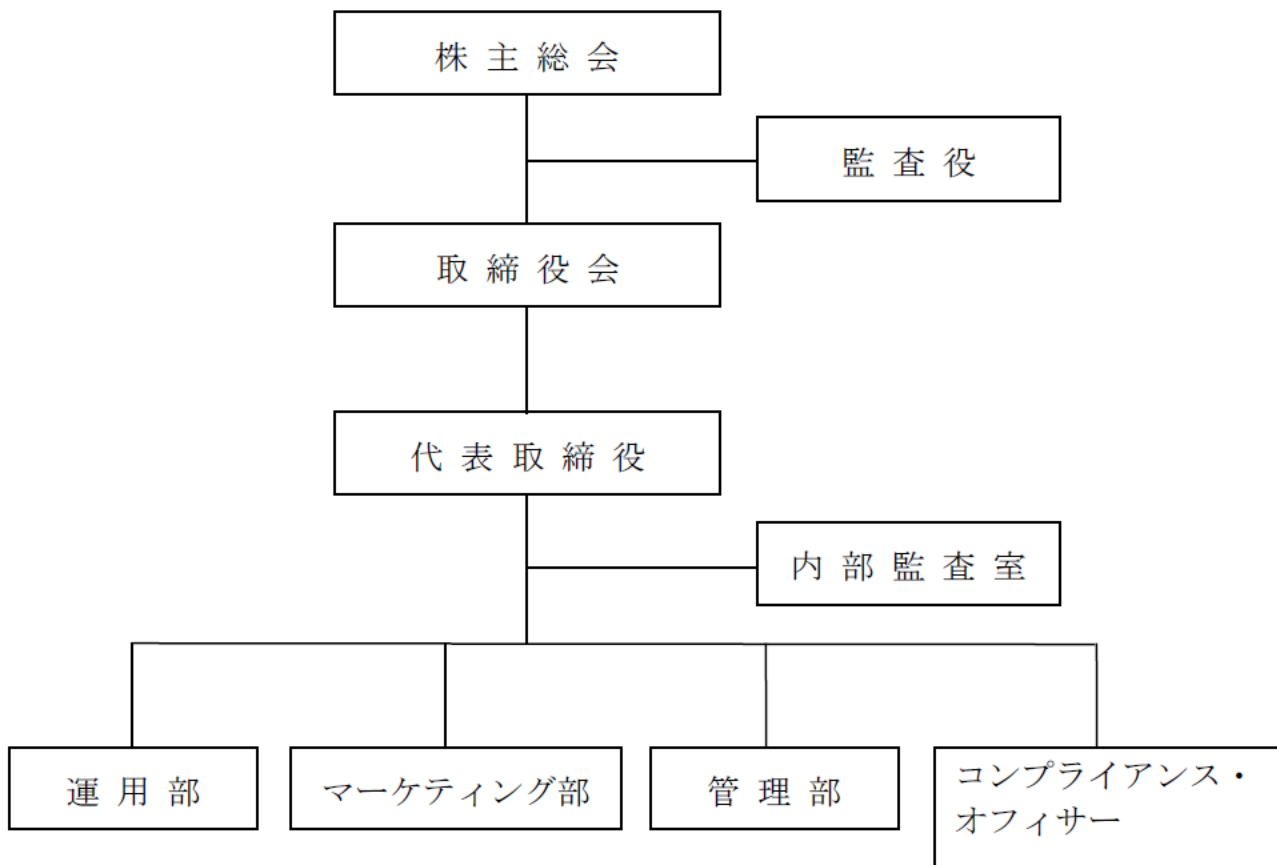 株主総会
監査役
取締役会
代表取締役
内部監査室
運用部
マーケティング部
管理部
コンプライアンス・
オフィサー